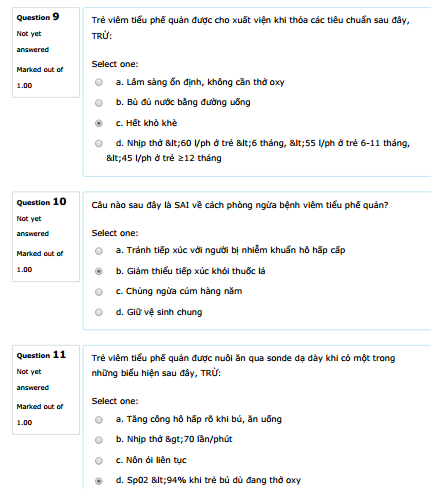 Question 9
Not yet
answered
Marked out of
1.00
Trẻ viêm tiểu phế quản được cho xuất viện khi thỏa các tiêu chuẩn sau đây,
TRỪ:
Select one:
a. Lâm sàng ổn định, không cần thở oxy
b. Bù đủ nước bằng đường uống
c. Hết khò khè
d. Nhịp thở &lt;60 l/ph ở trẻ &lt;6 tháng, &lt;55 l/ph ở trẻ 6-11 tháng,
&lt;45 l/ph ở trẻ ≥12 tháng
Question 10
Not yet
answered
Marked out of
1.00
Câu nào sau đây là SAI về cách phòng ngừa bệnh viêm tiểu phế quản?
Select one:
a. Tránh tiếp xúc với người bị nhiễm khuẩn hô hấp cấp
b. Giảm thiểu tiếp xúc khói thuốc lá
c. Chủng ngừa cúm hàng năm
d. Giữ vệ sinh chung
Question 11
Not yet
answered
Marked out of
1.00
Trẻ viêm tiểu phế quản được nuôi ăn qua sonde dạ dày khi có một trong
những biểu hiện sau đây, TRỪ:
Select one:
a. Tăng công hô hấp rõ khi bú, ăn uống
b. Nhịp thở &gt;70 lần/phút
c. Nôn ói liên tục
d. Sp02 &lt;94% khi trẻ bú dù đang thở oxy